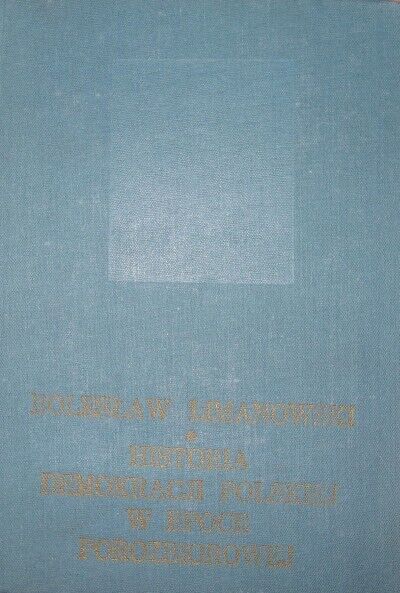 BOLESŁAW LIMANOWSKI
HISTORIA
DEMOKRACJI POLSKIEJ
W EPOCE
POROZBIOROWEJ